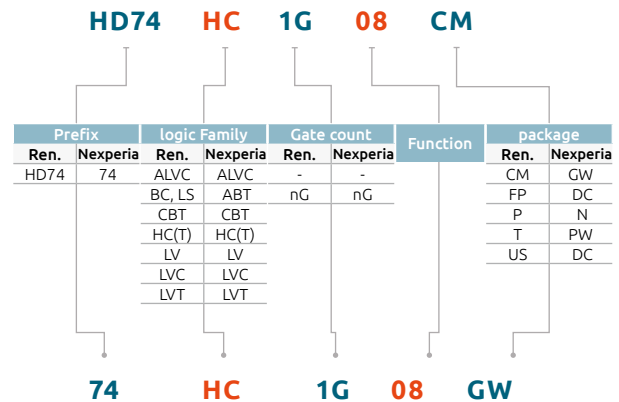 HD74 HC 1G 08 CM
Prefix logic Family Gate count Function package
Ren. Nexperia Ren. Nexperia Ren. Nexperia Ren. Nexperia
HD74 74 ALVC ALVC - - CM GW
BC, LS ABT nG nG FP DC
CBT CBT P N
HC(T) HC(T) T PW
LV LV US DC
LVC LVC
LVT LVT
74 HC 1G 08 GW